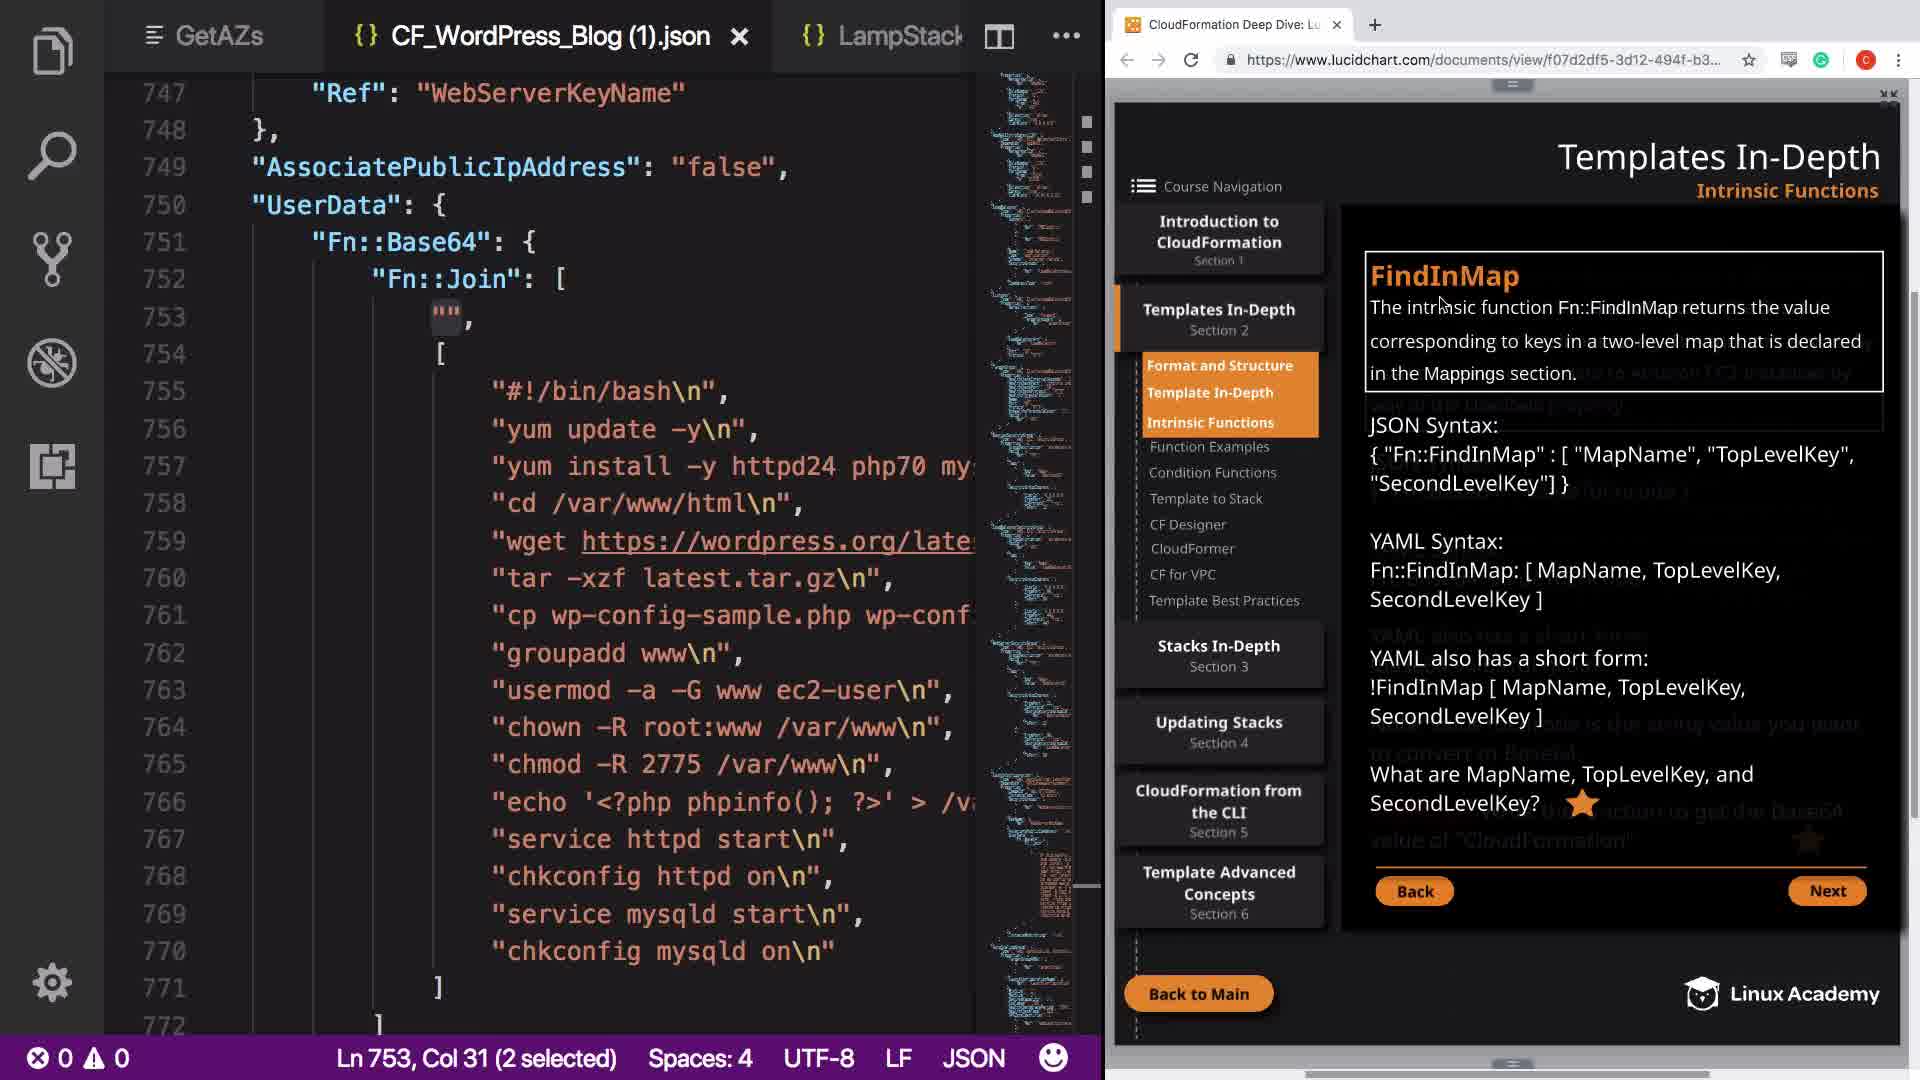 GetAZs
{} CF_WordPress_Blog (1).json
{} LampStack
747 "Ref": "WebServerKeyName"
748 },
749 "AssociatePublicIpAddress": "false",
750 "UserData": {
751 "Fn::Base64": {
752 "Fn::Join": [
753 "",
754 [
755 "#!/bin/bash\n",
756 "yum update -y\n",
757 "yum install -y httpd24 php70 my
758 "cd /var/www/html\n",
759 "wget https://wordpress.org/late
760 "tar -xzf latest.tar.gz\n",
761 "cp wp-config-sample.php wp-conf
762 "groupadd www\n",
763 "usermod -a -G www ec2-user\n",
764 "chown -R root:www /var/www\n",
765 "chmod -R 2775 /var/www\n",
766 "echo '<?php phpinfo(); ?>' > /v
767 "service httpd start\n",
768 "chkconfig httpd on\n",
769 "service mysqld start\n",
770 "chkconfig mysqld on\n"
771 ]
772 ]
0 0
Ln 753, Col 31 (2 selected)
Spaces: 4
UTF-8
LF
JSON
CloudFormation Deep Dive: Lu
https://www.lucidchart.com/documents/view/f07d2df5-3d12-494f-b3...
C
Templates In-Depth
Intrinsic Functions
Course Navigation
Introduction to
CloudFormation
Section 1
Templates In-Depth
Section 2
Format and Structure
Template In-Depth
Intrinsic Functions
Function Examples
Condition Functions
Template to Stack
CF Designer
CloudFormer
CF for VPC
Template Best Practices
Stacks In-Depth
Section 3
Updating Stacks
Section 4
CloudFormation from
the CLI
Section 5
Template Advanced
Concepts
Section 6
Back to Main
FindInMap
The intrinsic function Fn::FindInMap returns the value
corresponding to keys in a two-level map that is declared
in the Mappings section.
JSON Syntax:
{ "Fn::FindInMap" : [ "MapName", "TopLevelKey",
"SecondLevelKey"] }
YAML Syntax:
Fn::FindInMap: [ MapName, TopLevelKey,
SecondLevelKey ]
YAML also has a short form:
!FindInMap [ MapName, TopLevelKey,
SecondLevelKey ]
What are MapName, TopLevelKey, and
SecondLevelKey?
Back
Next
Linux Academy